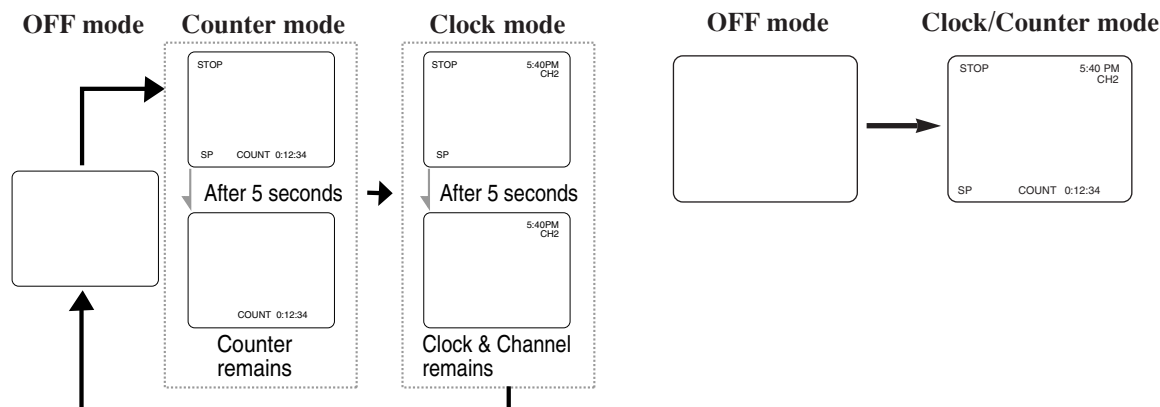 OFF mode
Counter mode
Clock mode
STOP
SP COUNT 0:12:34
After 5 seconds
COUNT 0:12:34
Counter
remains
STOP 5:40PM
CH2
SP
After 5 seconds
5:40PM
CH2
Clock & Channel
remains
OFF mode
Clock/Counter mode
STOP 5:40 PM
CH2
SP COUNT 0:12:34